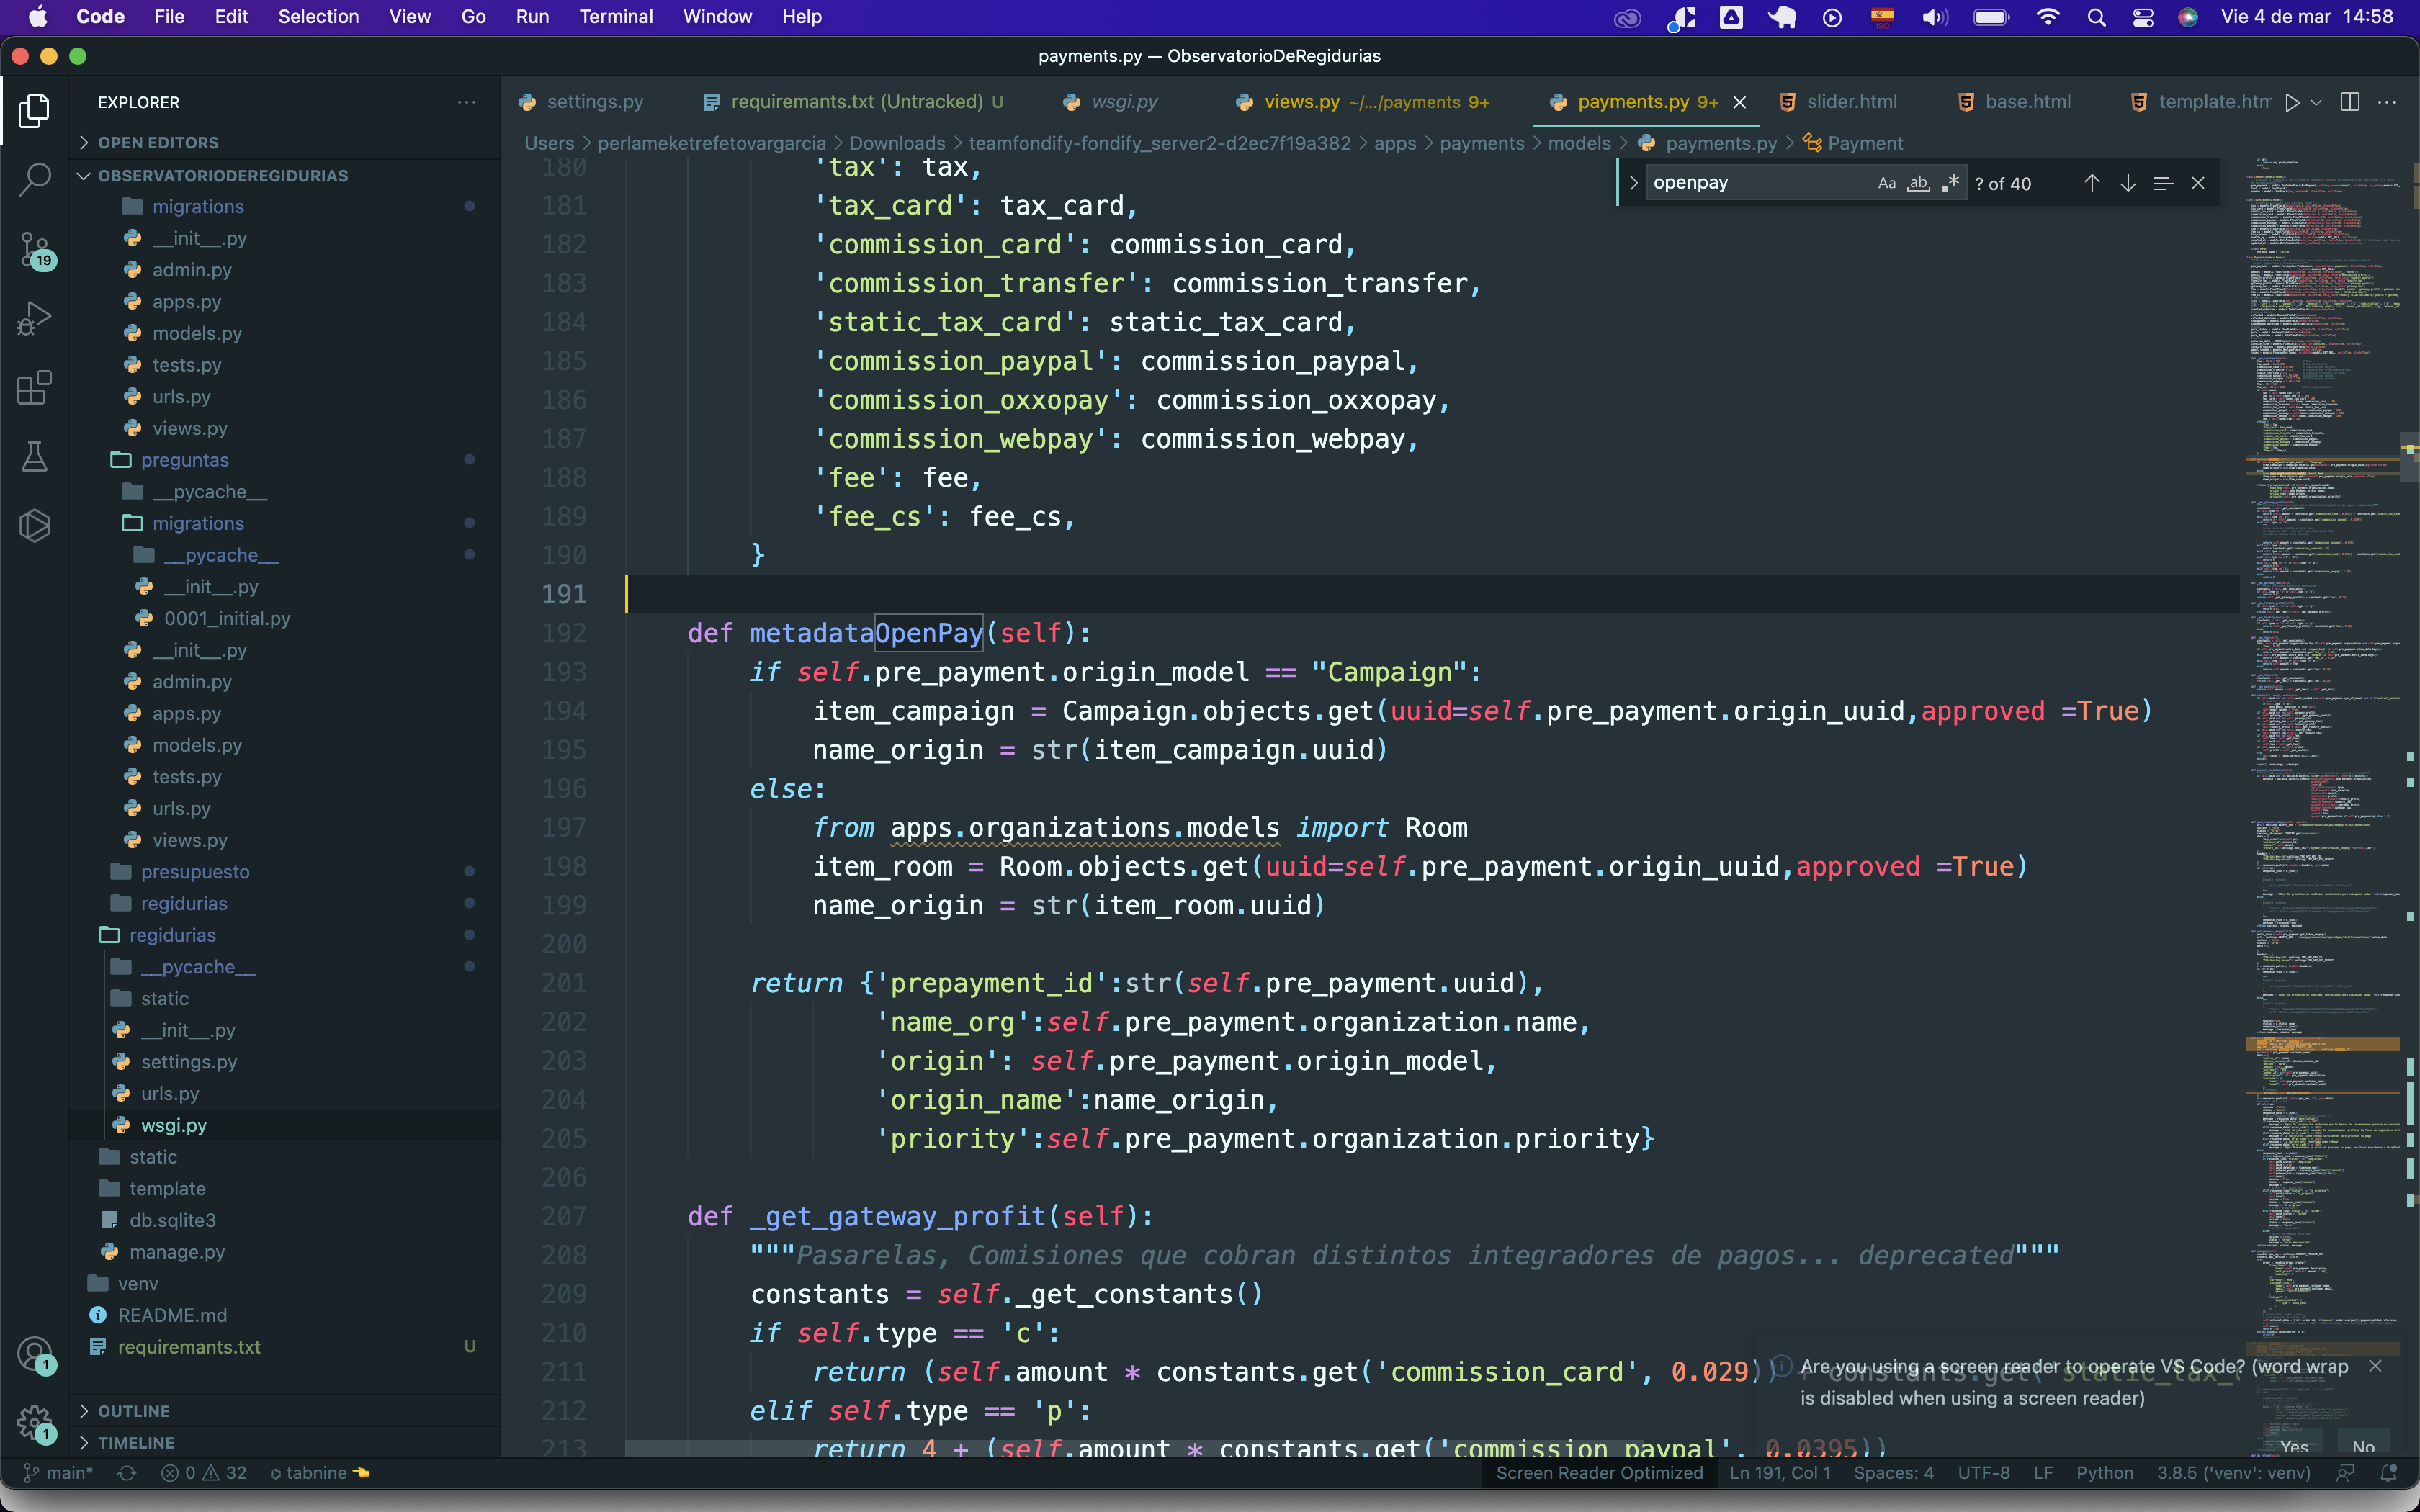 Code File Edit Selection View Go Run Terminal Window Help
Vie 4 de mar 14:58
payments.py — ObservatorioDeRegidurias
EXPLORER
settings.py requiremants.txt (Untracked) U wsgi.py views.py ~/.../payments 9+ payments.py 9+ slider.html base.html template.htm
OPEN EDITORS
Users > perlameketrefetovargarcia > Downloads > teamfondify-fondify_server2-d2ec7f19a382 > apps > payments > models > payments.py > Payment
OBSERVATORIODEREGIDURIAS
migrations
__init__.py
admin.py
apps.py
models.py
tests.py
urls.py
views.py
preguntas
__pycache__
migrations
__pycache__
__init__.py
0001_initial.py
__init__.py
admin.py
apps.py
models.py
tests.py
urls.py
views.py
presupuesto
regidurias
regidurias
__pycache__
static
__init__.py
settings.py
urls.py
wsgi.py
static
template
db.sqlite3
manage.py
venv
README.md
requiremants.txt U
OUTLINE
TIMELINE
19
1
1
openpay Aa ab .* ? of 40
180 'tax': tax,
181 'tax_card': tax_card,
182 'commission_card': commission_card,
183 'commission_transfer': commission_transfer,
184 'static_tax_card': static_tax_card,
185 'commission_paypal': commission_paypal,
186 'commission_oxxopay': commission_oxxopay,
187 'commission_webpay': commission_webpay,
188 'fee': fee,
189 'fee_cs': fee_cs,
190 }
191
192 def metadataOpenPay(self):
193 if self.pre_payment.origin_model == "Campaign":
194 item_campaign = Campaign.objects.get(uuid=self.pre_payment.origin_uuid,approved =True)
195 name_origin = str(item_campaign.uuid)
196 else:
197 from apps.organizations.models import Room
198 item_room = Room.objects.get(uuid=self.pre_payment.origin_uuid,approved =True)
199 name_origin = str(item_room.uuid)
200
201 return {'prepayment_id':str(self.pre_payment.uuid),
202 'name_org':self.pre_payment.organization.name,
203 'origin': self.pre_payment.origin_model,
204 'origin_name':name_origin,
205 'priority':self.pre_payment.organization.priority}
206
207 def _get_gateway_profit(self):
208 """Pasarelas, Comisiones que cobran distintos integradores de pagos... deprecated"""
209 constants = self._get_constants()
210 if self.type == 'c':
211 return (self.amount * constants.get('commission_card', 0.029)) + constants.get('static_tax_c
212 elif self.type == 'p':
213 return 4 + (self.amount * constants.get('commission_paypal', 0.0395))
Are you using a screen reader to operate VS Code? (word wrap
is disabled when using a screen reader)
Yes No
main* 0 32 tabnine Screen Reader Optimized Ln 191, Col 1 Spaces: 4 UTF-8 LF Python 3.8.5 ('venv': venv)